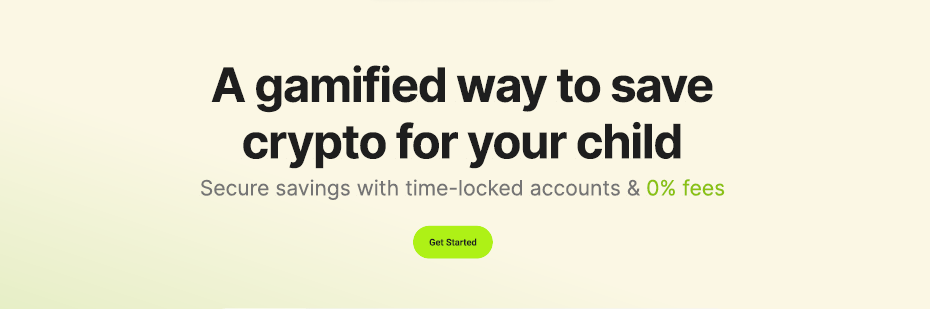 A gamified way to save
crypto for your child
Secure savings with time-locked accounts & 0% fees
Get Started